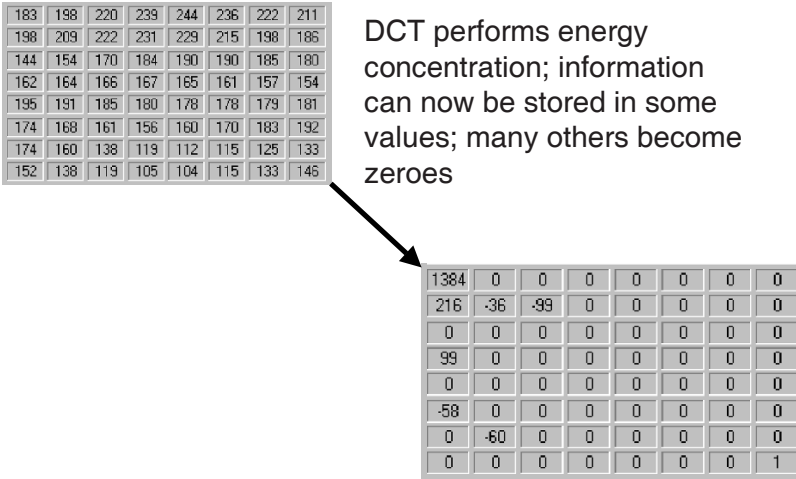 183 198 220 239 244 236 222 211
198 209 222 231 229 215 198 186
144 154 170 184 190 190 185 180
162 164 166 167 165 161 157 154
195 191 185 180 178 178 179 181
174 168 161 156 160 170 183 192
174 160 138 119 112 115 125 133
152 138 119 105 104 115 133 146
DCT performs energy
concentration; information
can now be stored in some
values; many others become
zeroes
1384 0 0 0 0 0 0 0
216 -36 -99 0 0 0 0 0
0 0 0 0 0 0 0 0
99 0 0 0 0 0 0 0
0 0 0 0 0 0 0 0
-58 0 0 0 0 0 0 0
0 -60 0 0 0 0 0 0
0 0 0 0 0 0 0 1